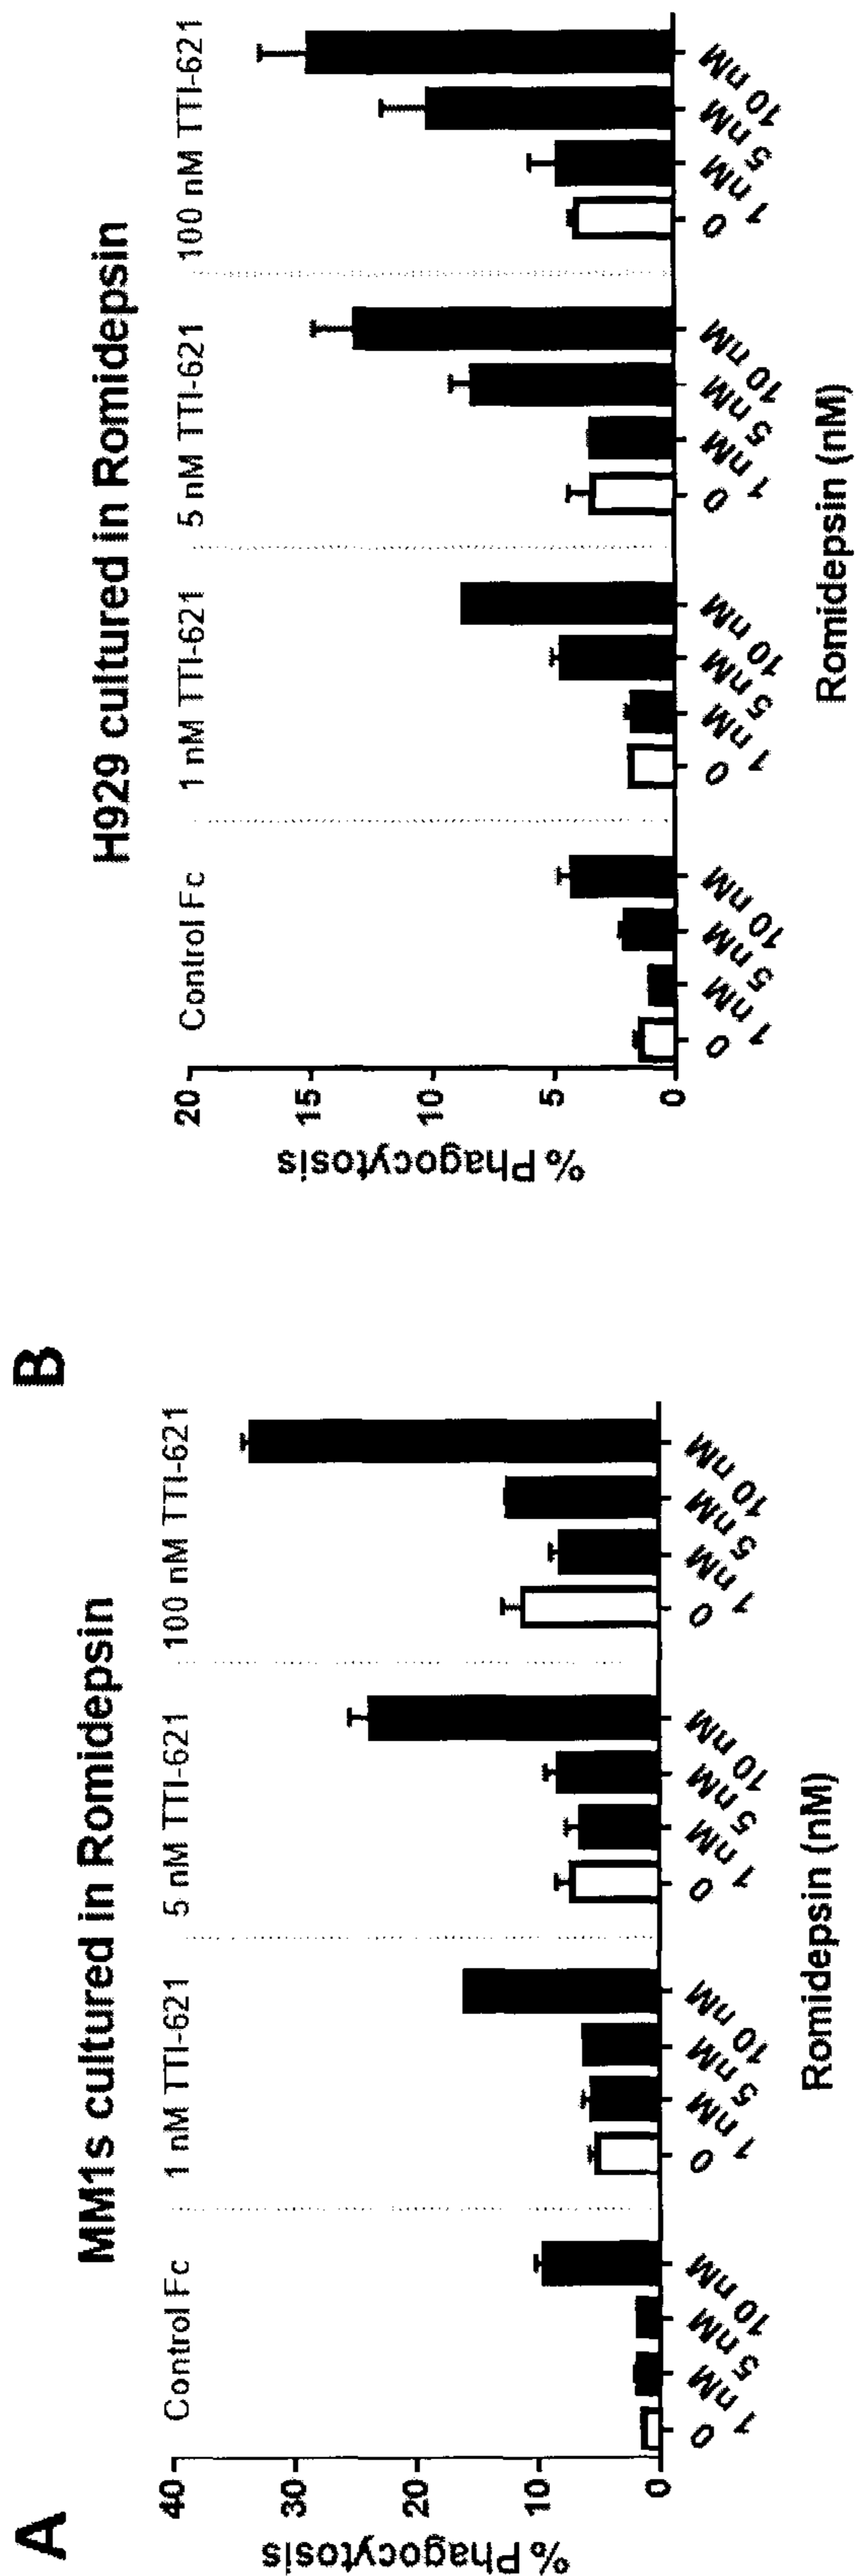 A
MM1s cultured in Romidepsin
Control Fc
1 nM TTI-621
5 nM TTI-621
100 nM TTI-621
% Phagocytosis
40
30
20
10
0
0
1 nM
5 nM
10 nM
0
1 nM
5 nM
10 nM
0
1 nM
5 nM
10 nM
0
1 nM
5 nM
10 nM
Romidepsin (nM)
B
H929 cultured in Romidepsin
Control Fc
1 nM TTI-621
5 nM TTI-621
100 nM TTI-621
% Phagocytosis
20
15
10
5
0
0
1 nM
5 nM
10 nM
0
1 nM
5 nM
10 nM
0
1 nM
5 nM
10 nM
0
1 nM
5 nM
10 nM
Romidepsin (nM)